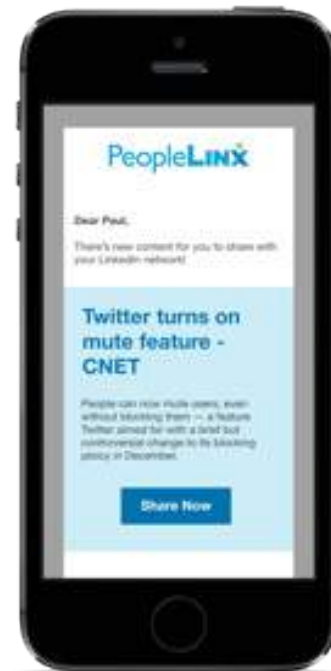 PeopleLINX
Dear Paul,
There's new content for you to share with
your LinkedIn network!
Twitter turns on
mute feature -
CNET
People can now mute users, even
without blocking them — a feature
Twitter aimed for with a brief but
controversial change to its blocking
policy in December.
Share Now